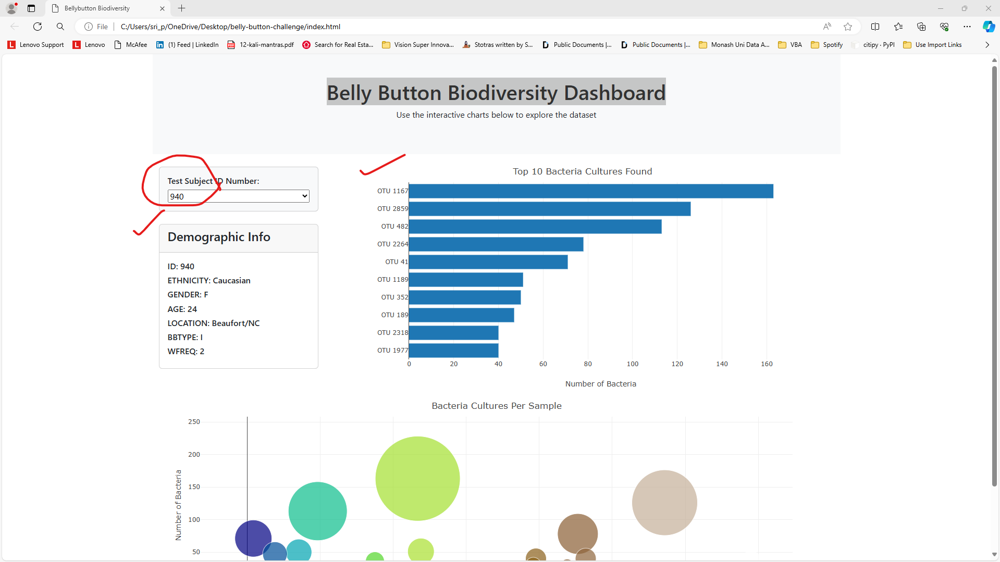 Bellybutton Biodiversity
File
C:/Users/sri_p/OneDrive/Desktop/belly-button-challenge/index.html
Lenovo Support
Lenovo
McAfee
(1) Feed | LinkedIn
12-kali-mantras.pdf
Search for Real Esta...
Vision Super Innova...
Stotras written by S...
Public Documents |...
Public Documents |...
Monash Uni Data A...
VBA
Spotify
citipy · PyPI
Use Import Links
Belly Button Biodiversity Dashboard
Use the interactive charts below to explore the dataset
Test Subject ID Number:
940
Demographic Info
ID: 940
ETHNICITY: Caucasian
GENDER: F
AGE: 24
LOCATION: Beaufort/NC
BBTYPE: I
WFREQ: 2
Top 10 Bacteria Cultures Found
OTU 1167
OTU 2859
OTU 482
OTU 2264
OTU 41
OTU 1189
OTU 352
OTU 189
OTU 2318
OTU 1977
0 20 40 60 80 100 120 140 160
Number of Bacteria
Bacteria Cultures Per Sample
Number of Bacteria
250
200
150
100
50